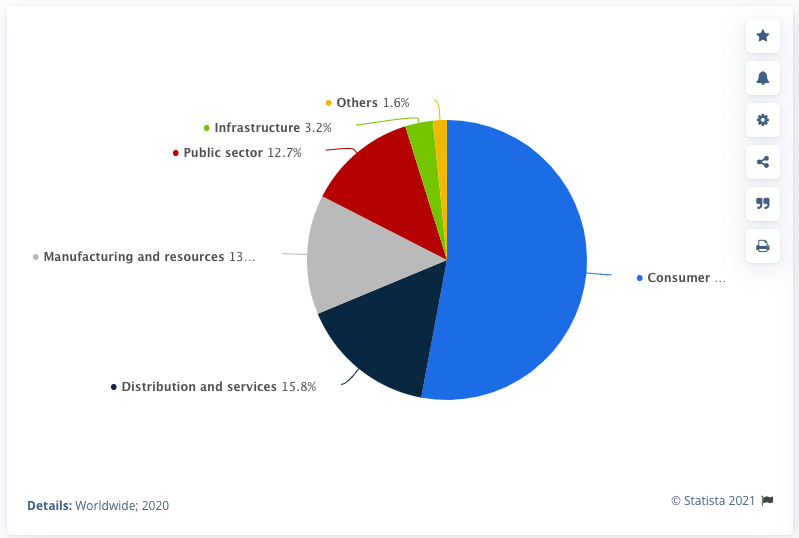 Others 1.6%
Infrastructure 3.2%
Public sector 12.7%
Manufacturing and resources 13...
Consumer ...
Distribution and services 15.8%
Details: Worldwide; 2020
© Statista 2021